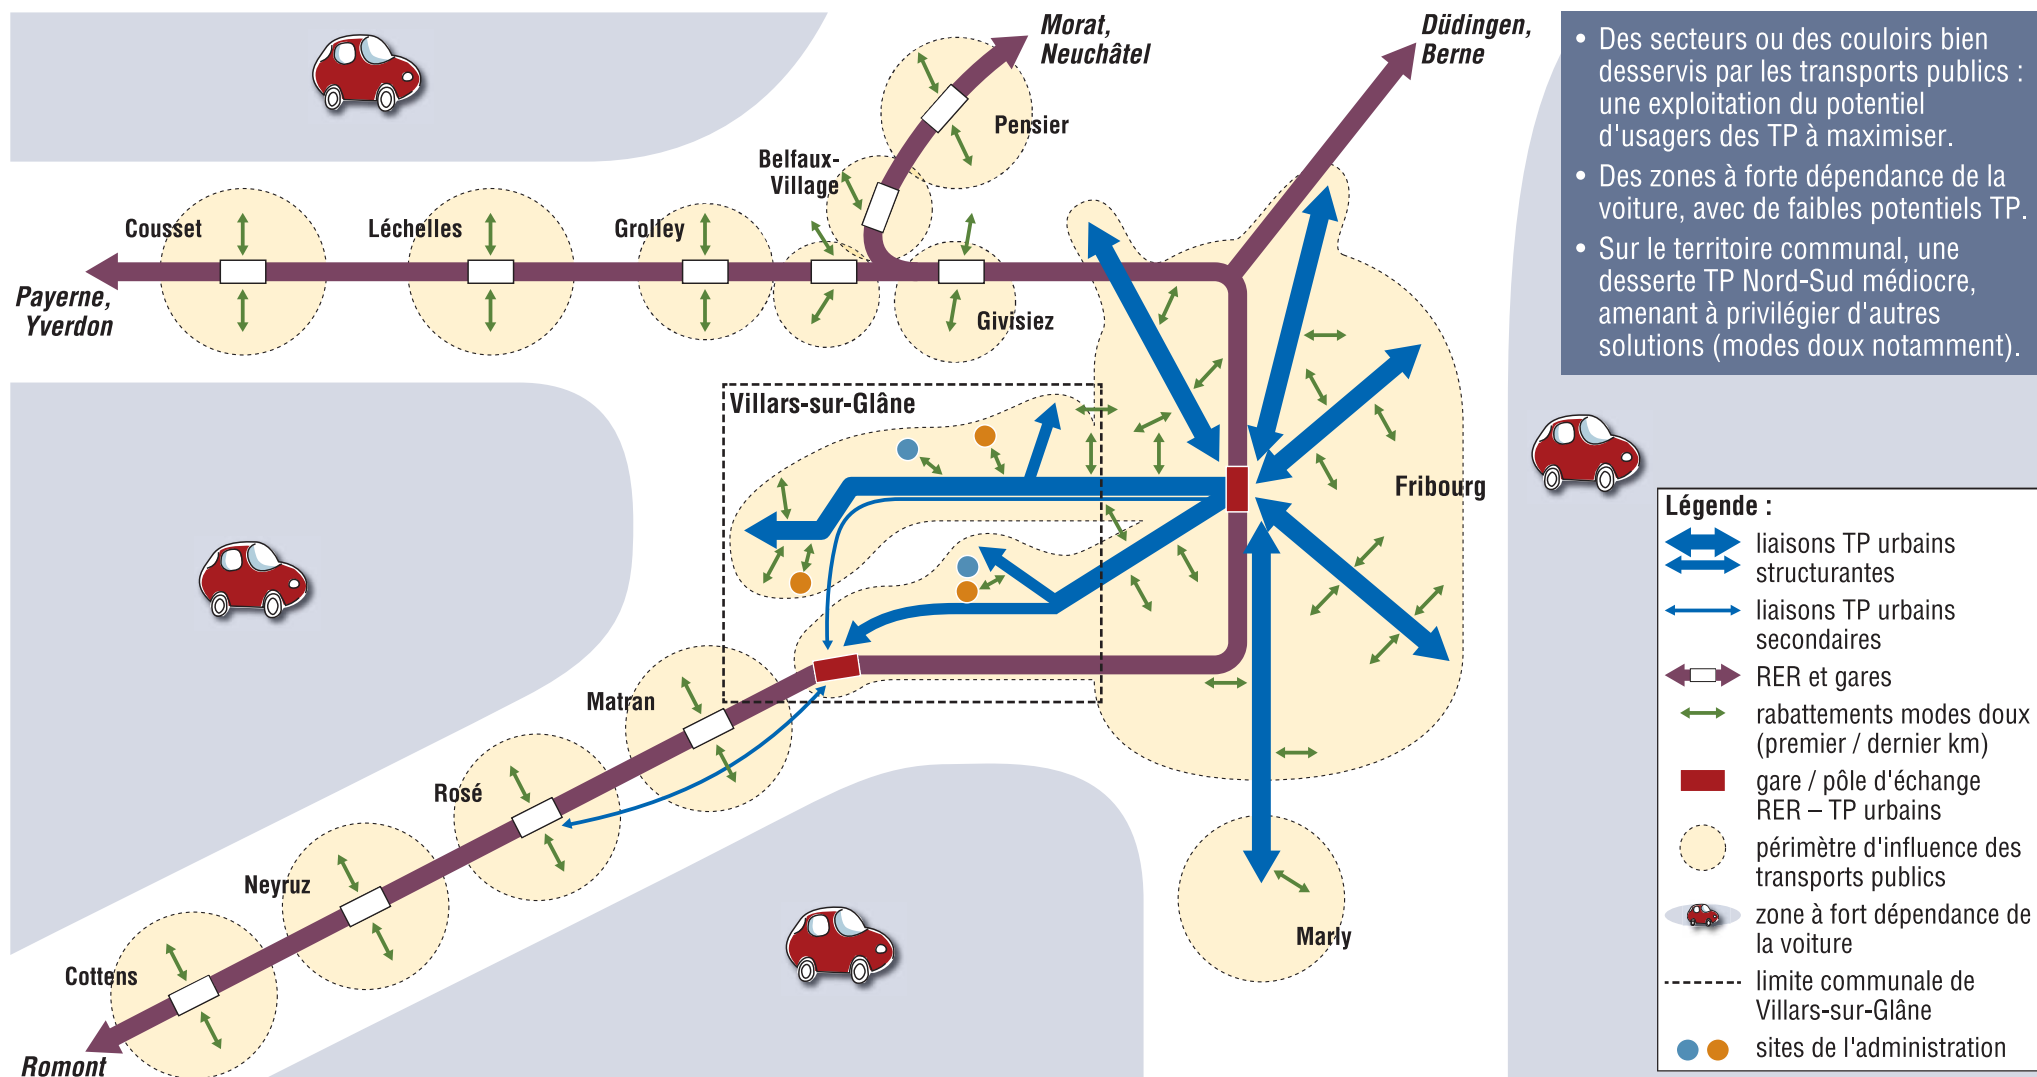 Morat,
Neuchâtel
Düdingen,
Berne
Pensier
Belfaux-
Village
Cousset
Léchelles
Grolley
Givisiez
Payerne,
Yverdon
Villars-sur-Glâne
Fribourg
Matran
Rosé
Neyruz
Cottens
Romont
Marly
• Des secteurs ou des couloirs bien
desservis par les transports publics :
une exploitation du potentiel
d'usagers des TP à maximiser.
• Des zones à forte dépendance de la
voiture, avec de faibles potentiels TP.
• Sur le territoire communal, une
desserte TP Nord-Sud médiocre,
amenant à privilégier d'autres
solutions (modes doux notamment).
Légende :
liaisons TP urbains
structurantes
liaisons TP urbains
secondaires
RER et gares
rabattements modes doux
(premier / dernier km)
gare / pôle d'échange
RER – TP urbains
périmètre d'influence des
transports publics
zone à fort dépendance de
la voiture
limite communale de
Villars-sur-Glâne
sites de l'administration